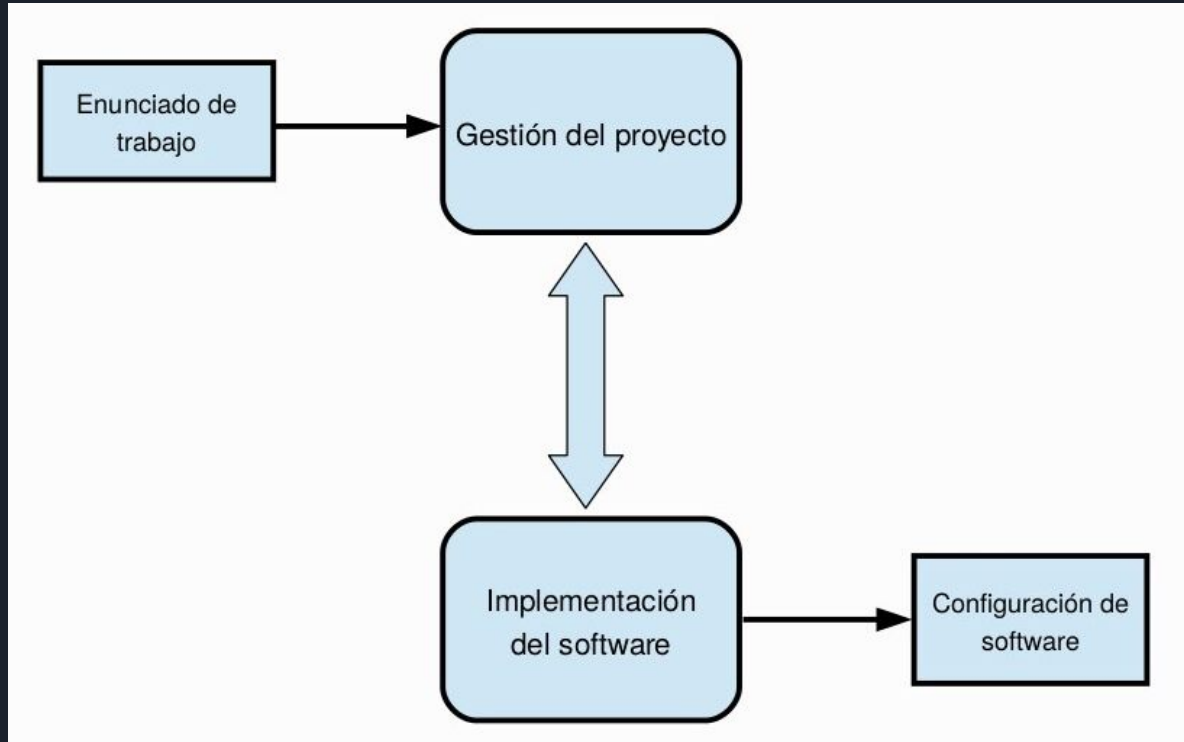 Enunciado de
trabajo
Gestión del proyecto
Implementación
del software
Configuración de
software